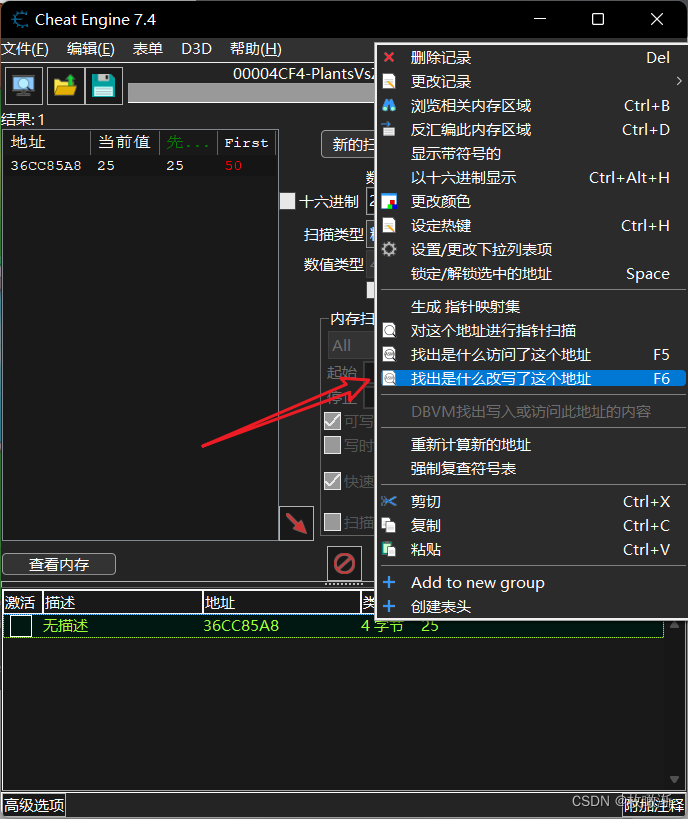 Cheat Engine 7.4
文件(F) 编辑(E) 表单 D3D 帮助(H)
00004CF4-PlantsVsZ
结果:1
地址 当前值 先... First
36CC85A8 25 25 50
新的扫
十六进制
扫描类型
数值类型
内存扫
All
起始
停止
可写
写时
快速
扫描
查看内存
删除记录 Del
更改记录
浏览相关内存区域 Ctrl+B
反汇编此内存区域 Ctrl+D
显示带符号的
以十六进制显示 Ctrl+Alt+H
更改颜色
设定热键 Ctrl+H
设置/更改下拉列表项
锁定/解锁选中的地址 Space
生成 指针映射集
对这个地址进行指针扫描
找出是什么访问了这个地址 F5
找出是什么改写了这个地址 F6
DBVM找出写入或访问此地址的内容
重新计算新的地址
强制复查符号表
剪切 Ctrl+X
复制 Ctrl+C
粘贴 Ctrl+V
Add to new group
创建表头
激活 描述 地址
无描述 36CC85A8 4 字节 25
高级选项
附加注释
CSDN